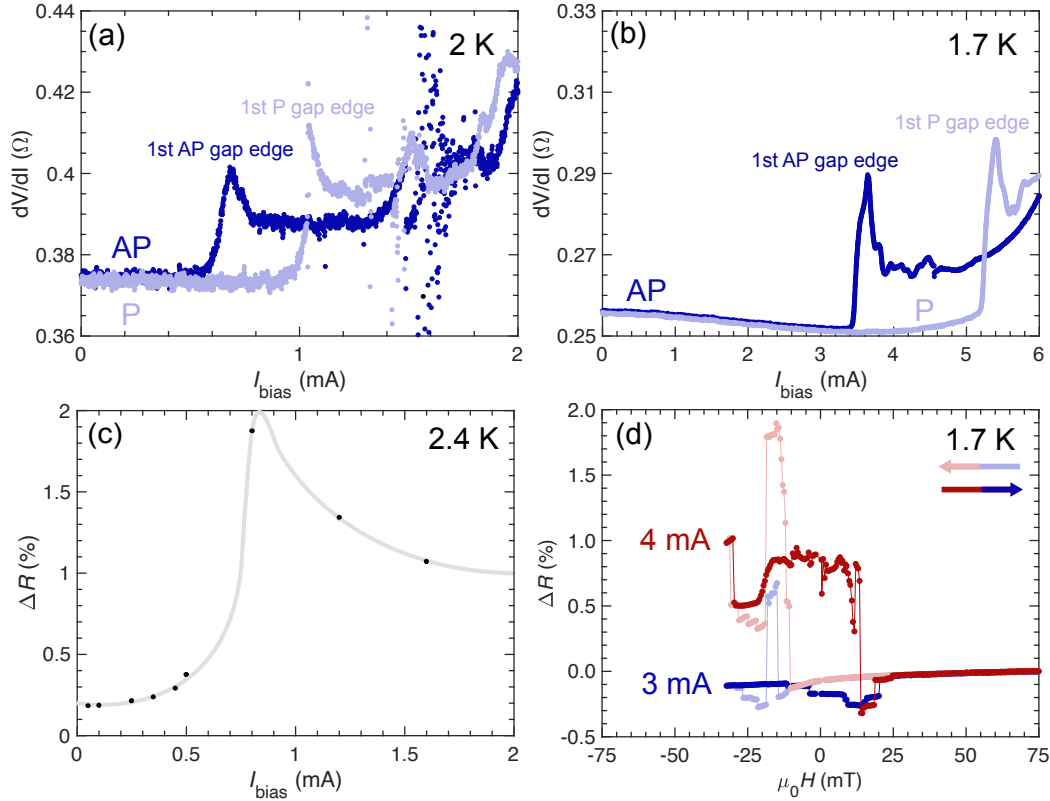 (a)
2 K
1st P gap edge
1st AP gap edge
AP
P
dV/dI (Ω)
0.44
0.42
0.4
0.38
0.36
0
1
2
I_bias (mA)
(b)
1.7 K
1st P gap edge
1st AP gap edge
AP
P
dV/dI (Ω)
0.33
0.31
0.29
0.27
0.25
0
1
2
3
4
5
6
I_bias (mA)
(c)
2.4 K
ΔR (%)
2
1
0
0
0.5
1
1.5
2
I_bias (mA)
(d)
1.7 K
4 mA
3 mA
ΔR (%)
2.0
1.5
1.0
0.5
0.0
-0.5
-75
-50
-25
0
25
50
75
μ₀H (mT)